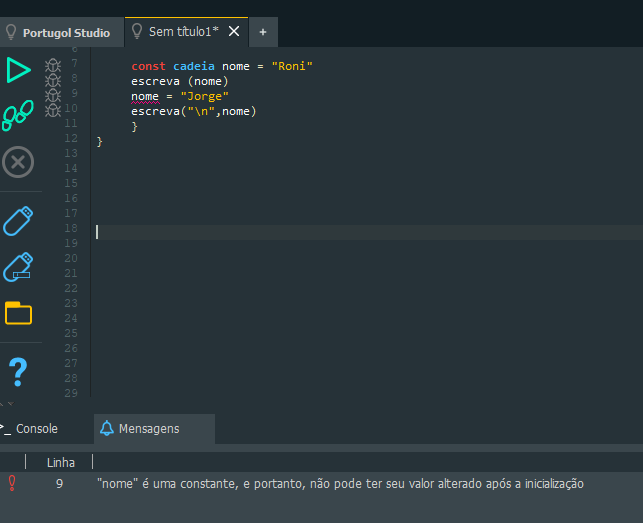 Portugol Studio
Sem título1*
+
6
7 const cadeia nome = "Roni"
8 escreva (nome)
9 nome = "Jorge"
10 escreva("\n",nome)
11 }
12 }
13
14
15
16
17
18
19
20
21
22
23
24
25
26
27
28
29
?
>_ Console
Mensagens
Linha
9 "nome" é uma constante, e portanto, não pode ter seu valor alterado após a inicialização